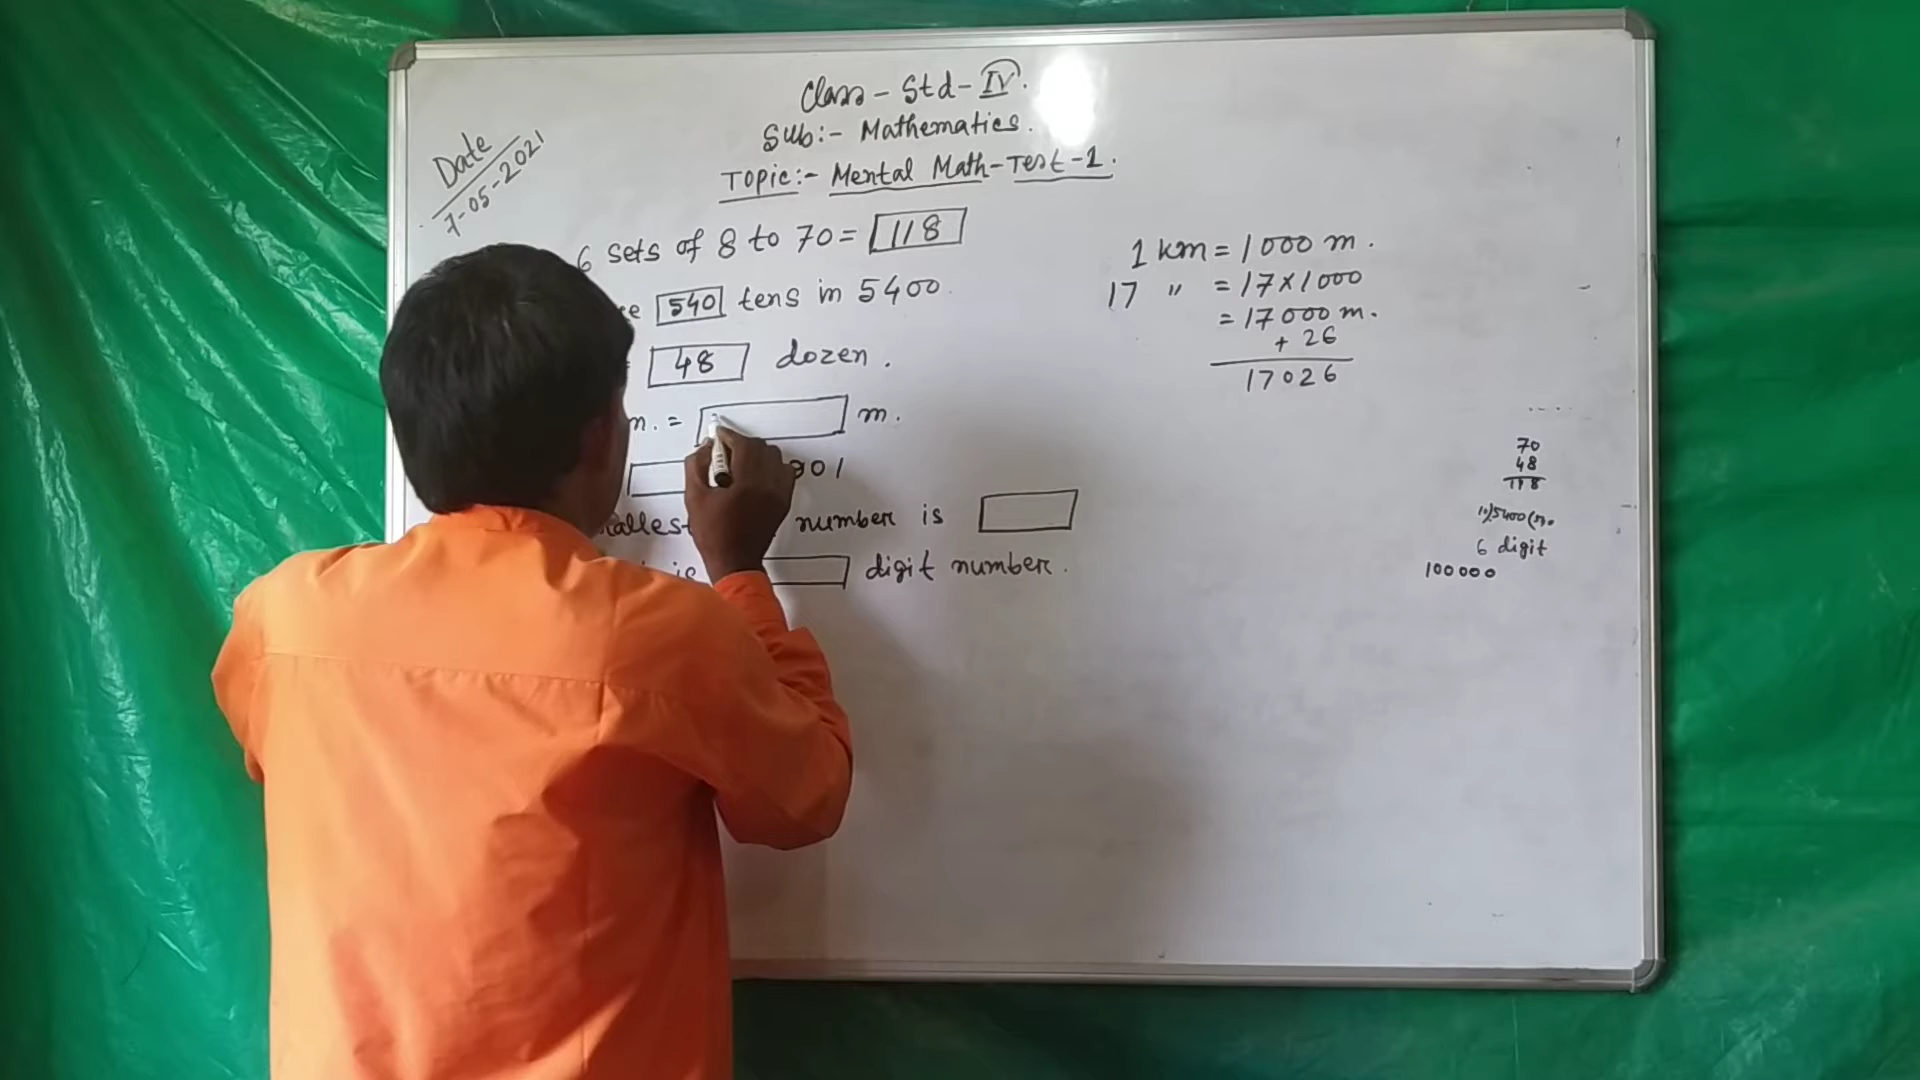 Class - Std - IV.
Sub:- Mathematics.
Topic:- Mental Math-Test-1.
Date
7-05-2021
6 sets of 8 to 70 = 118
540 tens in 5400.
48 dozen.
m. = m.
901
number is
is digit number.
1 km = 1000 m.
17 " = 17×1000
= 17000 m.
+ 26
17026
70
48
118
6 digit
100000